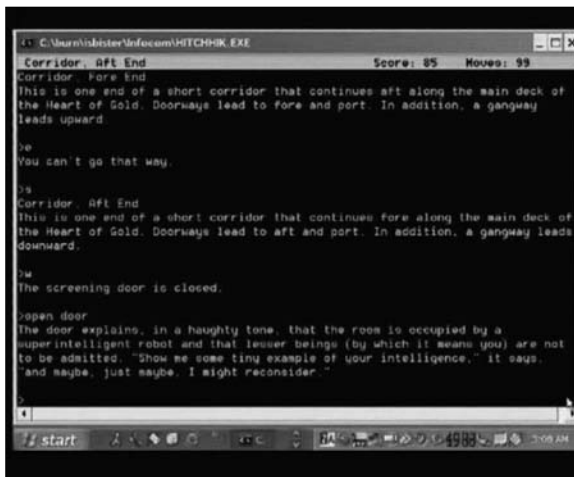 C:\burn\isbister\Infocom\HITCHHIK.EXE
Corridor, Aft End Score: 85 Moves: 99
Corridor, Fore End
This is one end of a short corridor that continues aft along the main deck of
the Heart of Gold. Doorways lead to fore and port. In addition, a gangway
leads upward.
>e
You can't go that way.
>s
Corridor, Aft End
This is one end of a short corridor that continues fore along the main deck of
the Heart of Gold. Doorways lead to aft and port. In addition, a gangway leads
downward.
>w
The screening door is closed.
>open door
The door explains, in a haughty tone, that the room is occupied by a
superintelligent robot and that lesser beings (by which it means you) are not
to be admitted. "Show me some tiny example of your intelligence," it says,
"and maybe, just maybe, I might reconsider."
>
start 3:06 AM